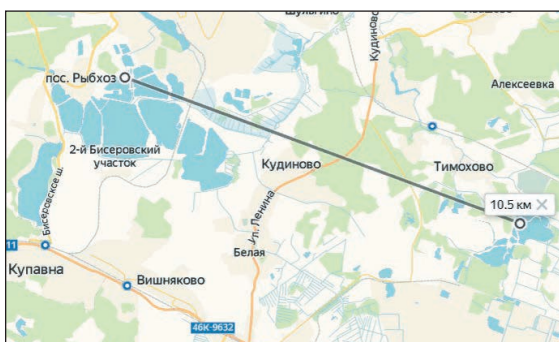 Кудиново
пос. Рыбхоз
Алексеевка
2-й Бисеровский
участок
Кудиново
Тимохово
10.5 км
Бисеровское ш.
ул. Ленина
Белая
11
Купавна
Вишняково
46К-9632